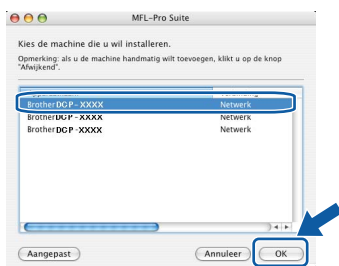 MFL-Pro Suite
Kies de machine die u wil installeren.
Opmerking: als u de machine handmatig wilt toevoegen, klikt u op de knop
"Afwijkend".
Brother DCP-XXXX Netwerk
Brother DCP-XXXX Netwerk
Brother DCP-XXXX Netwerk
Aangepast Annuleer OK